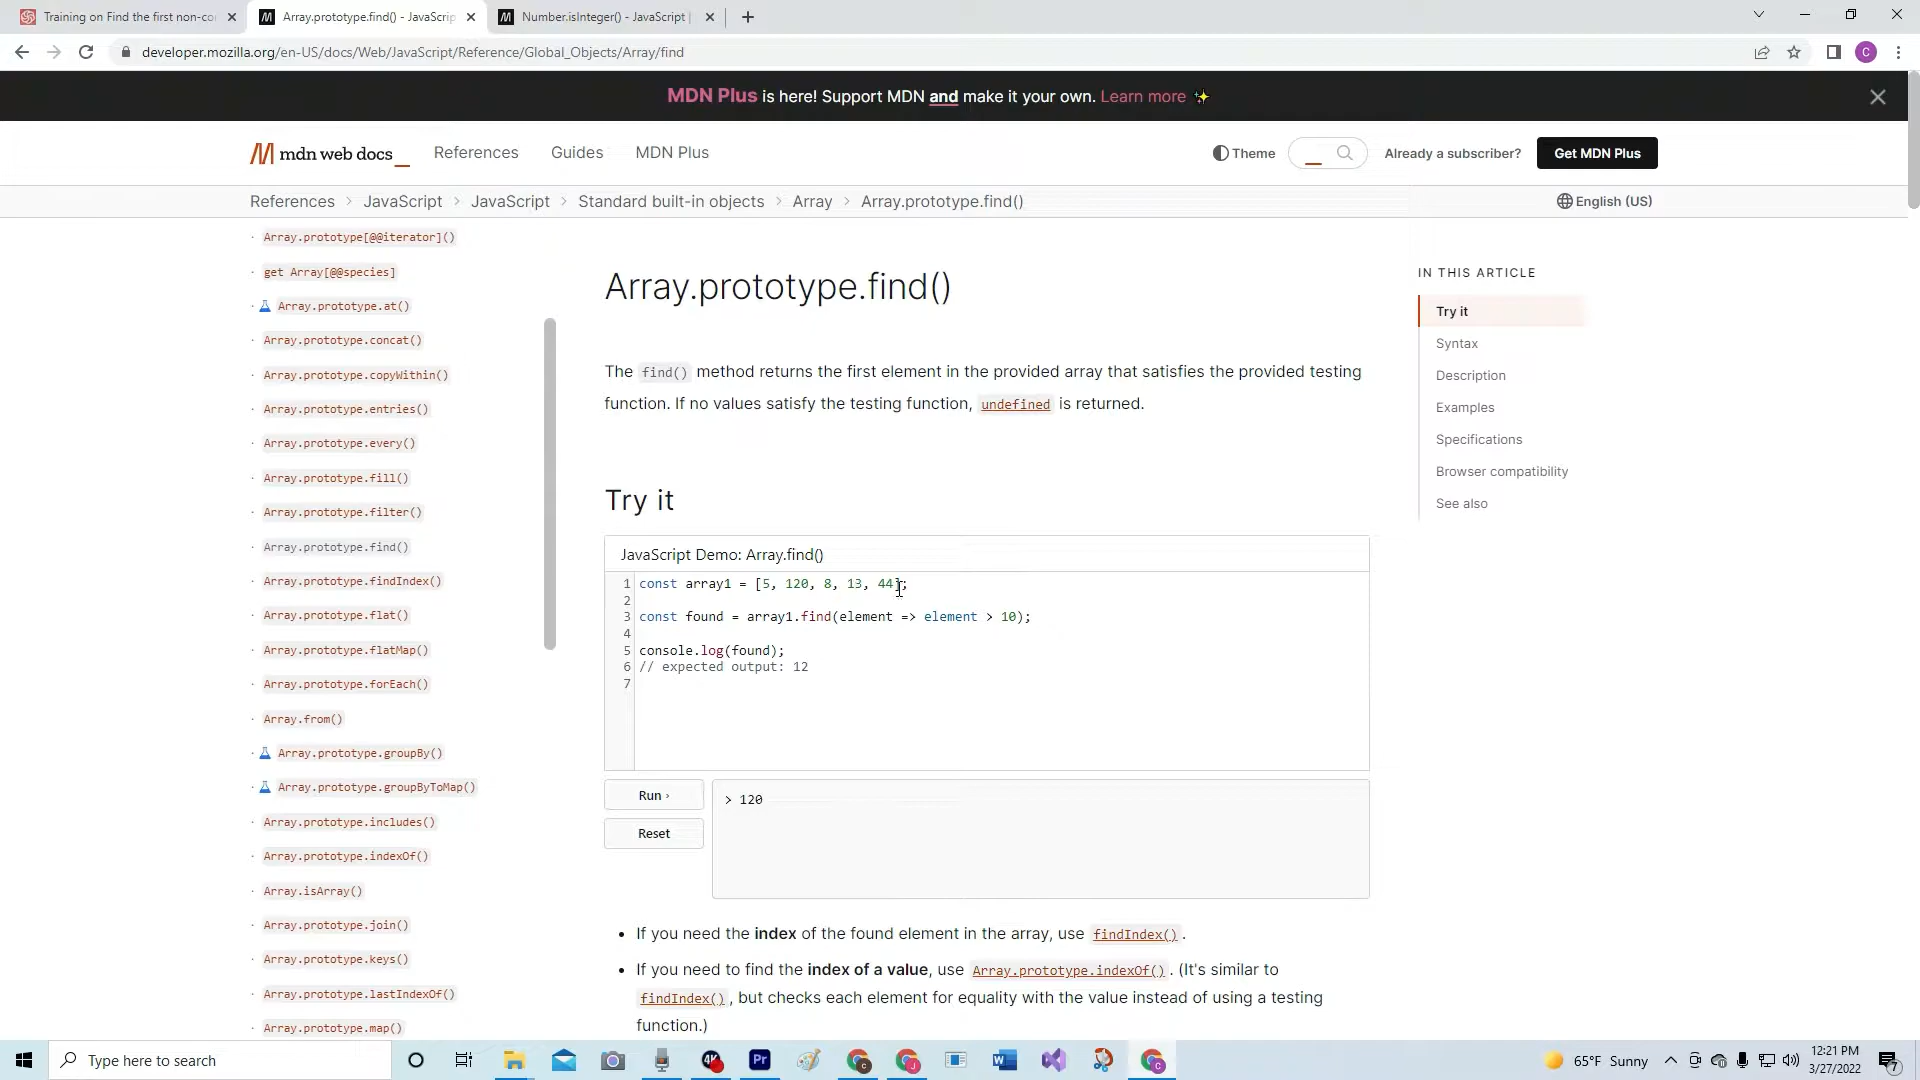 Training on Find the first non-co
Array.prototype.find() - JavaScrip
Number.isInteger() - JavaScript |
developer.mozilla.org/en-US/docs/Web/JavaScript/Reference/Global_Objects/Array/find
C
MDN Plus is here! Support MDN and make it your own. Learn more ✨
mdn web docs_
References
Guides
MDN Plus
Theme
Already a subscriber?
Get MDN Plus
References > JavaScript > JavaScript > Standard built-in objects > Array > Array.prototype.find()
English (US)
Array.prototype[@@iterator]()
get Array[@@species]
Array.prototype.at()
Array.prototype.concat()
Array.prototype.copyWithin()
Array.prototype.entries()
Array.prototype.every()
Array.prototype.fill()
Array.prototype.filter()
Array.prototype.find()
Array.prototype.findIndex()
Array.prototype.flat()
Array.prototype.flatMap()
Array.prototype.forEach()
Array.from()
Array.prototype.groupBy()
Array.prototype.groupByToMap()
Array.prototype.includes()
Array.prototype.indexOf()
Array.isArray()
Array.prototype.join()
Array.prototype.keys()
Array.prototype.lastIndexOf()
Array.prototype.map()
Array.prototype.find()
The find() method returns the first element in the provided array that satisfies the provided testing
function. If no values satisfy the testing function, undefined is returned.
Try it
JavaScript Demo: Array.find()
1 const array1 = [5, 120, 8, 13, 44];
2
3 const found = array1.find(element => element > 10);
4
5 console.log(found);
6 // expected output: 12
7
Run ›
Reset
> 120
• If you need the index of the found element in the array, use findIndex().
• If you need to find the index of a value, use Array.prototype.indexOf(). (It's similar to
findIndex(), but checks each element for equality with the value instead of using a testing
function.)
IN THIS ARTICLE
Try it
Syntax
Description
Examples
Specifications
Browser compatibility
See also
Type here to search
4K
Pr
65°F Sunny
12:21 PM
3/27/2022
7